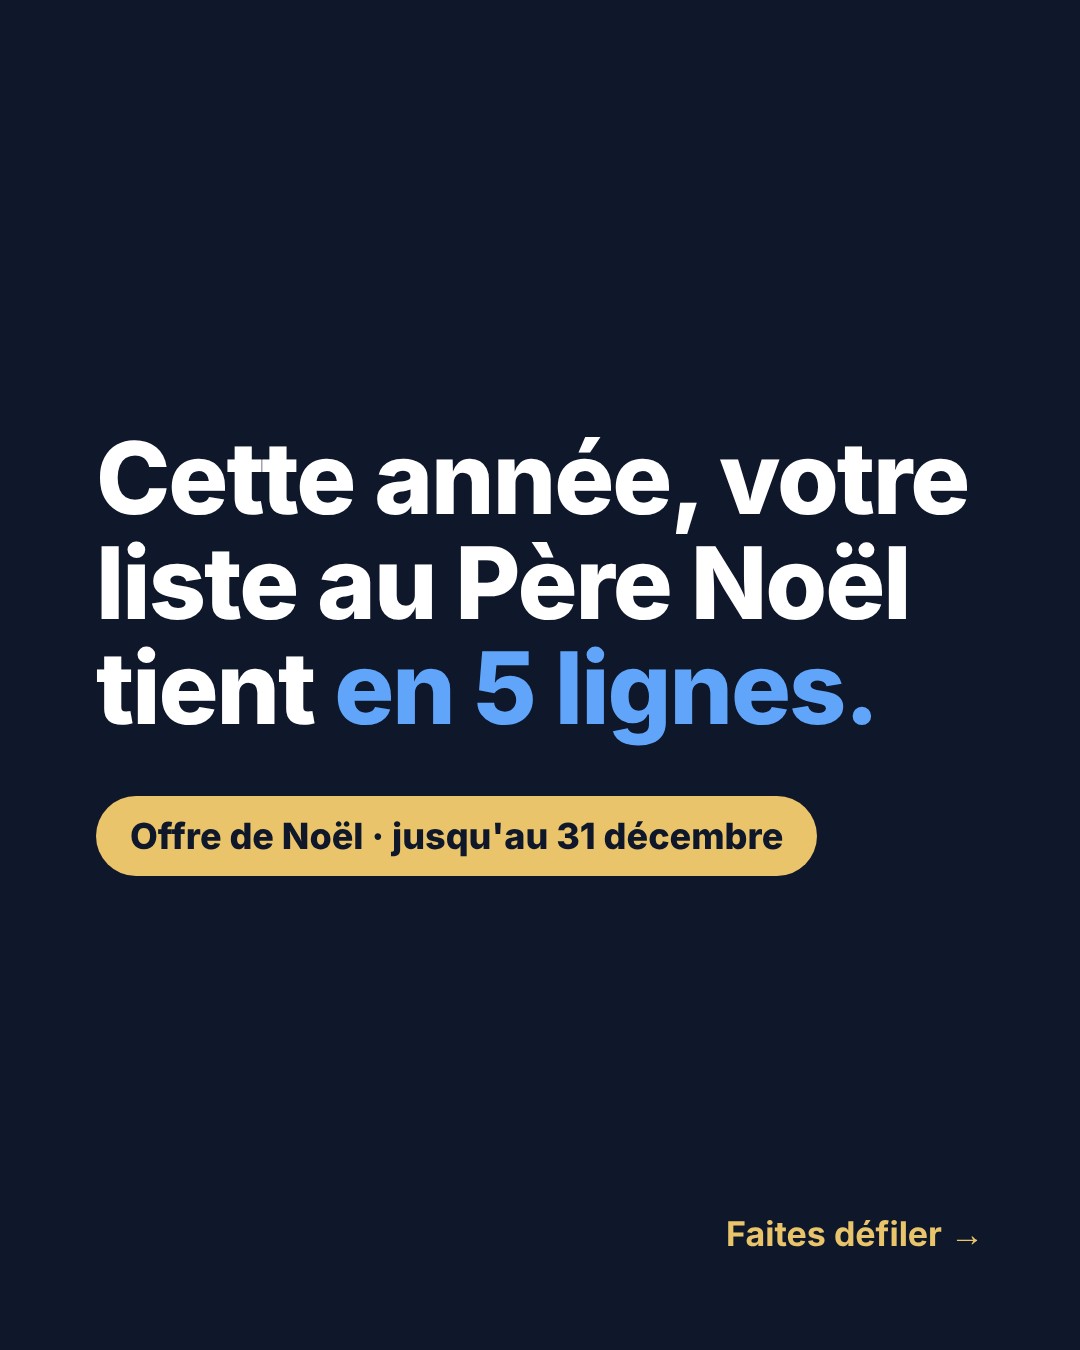 Cette année, votre
liste au Père Noël
tient en 5 lignes.
Offre de Noël · jusqu'au 31 décembre
Faites défiler →